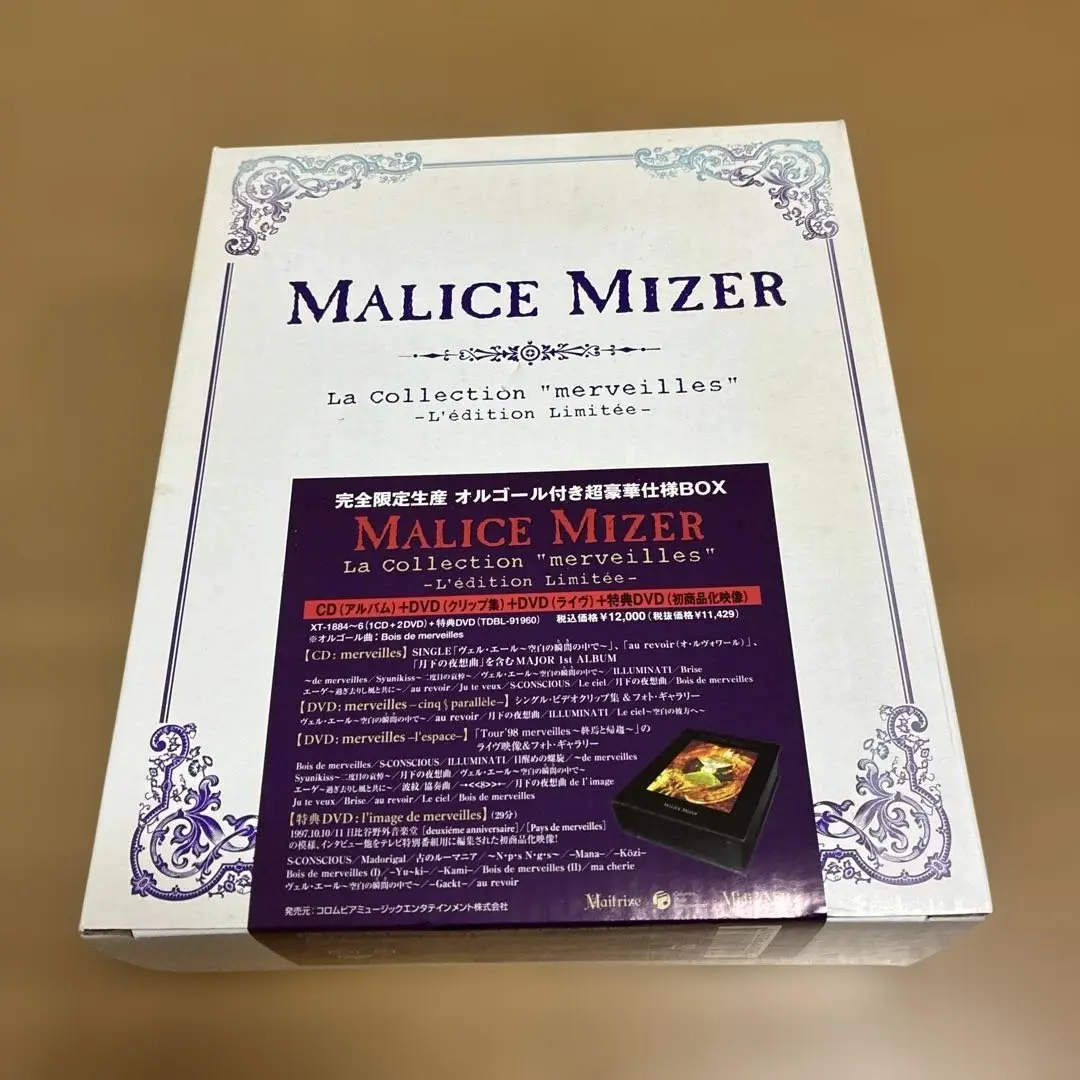 MALICE MIZER
La Collection "merveilles"
-L'édition Limitée-
完全限定生産 オルゴール付き超豪華仕様BOX
MALICE MIZER
La Collection "merveilles"
-L'édition Limitée-
CD(アルバム)+DVD(クリップ集)+DVD(ライヴ)+特典DVD(初商品化映像)
XT-1884~6(1CD+2DVD)+特典DVD(TDBL-91960) 税込価格¥12,000(税抜価格¥11,429)
※オルゴール曲:Bois de merveilles
【CD: merveilles】SINGLE「ヴェル・エール~空白の瞬間の中で~」、「au revoir(オ・ルヴォワール)」、
「月下の夜想曲」を含むMAJOR 1st ALBUM
~de merveilles/Syunikiss~二度目の哀悼~/ヴェル・エール~空白の瞬間の中で~/ILLUMINATI/Brise
エーゲ~過ぎ去りし風と共に~/au revoir/Je te veux/S-CONSCIOUS/Le ciel/月下の夜想曲/Bois de merveilles
【DVD: merveilles –cinq§parallèle–】シングル・ビデオクリップ集&フォト・ギャラリー
ヴェル・エール~空白の瞬間の中で~/au revoir/月下の夜想曲/ILLUMINATI/Le ciel~空白の彼方へ~
【DVD: merveilles –l'espace–】「Tour'98 merveilles~終焉と帰趨~」の
ライヴ映像&フォト・ギャラリー
Bois de merveilles/S-CONSCIOUS/ILLUMINATI/目醒めの螺旋/~de merveilles
Syunikiss~二度目の哀悼~/月下の夜想曲/ヴェル・エール~空白の瞬間の中で~
エーゲ~過ぎ去りし風と共に~/波紋/協奏曲/→<<8>>←/月下の夜想曲 de l'image
Ju te veux/Brise/au revoir/Le ciel/Bois de merveilles
【特典DVD: l'image de merveilles】(29分)
1997.10.10/11 日比谷野外音楽堂[deuxième anniversaire]/[Pays de merveilles]
の模様、インタビュー他をテレビ特別番組用に編集された初商品化映像!
S-CONSCIOUS/Madorigal/古のルーマニア/~N・p・s N・g・s~/–Mana–/–Közi–
Bois de merveilles (I)/–Yu~ki–/–Kami–/Bois de merveilles (II)/ma cherie
ヴェル・エール~空白の瞬間の中で~/–Gackt–/au revoir
発売元:コロムビアミュージックエンタテインメント株式会社
Maitrize
MALICE MIZER